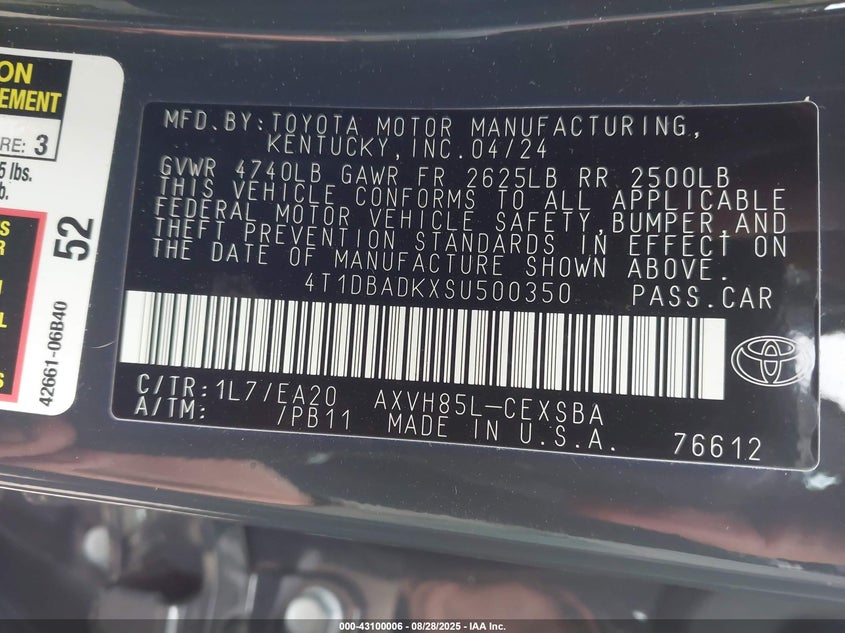 ON
EMENT
RE: 3
5 lbs.
b.
S
R
L
S
52
42661-06B40
MFD.BY:TOYOTA MOTOR MANUFACTURING,
KENTUCKY,INC.04/24
GVWR 4740LB GAWR FR 2625LB RR 2500LB
THIS VEHICLE CONFORMS TO ALL APPLICABLE
FEDERAL MOTOR VEHICLE SAFETY,BUMPER,AND
THEFT PREVENTION STANDARDS IN EFFECT ON
THE DATE OF MANUFACTURE SHOWN ABOVE.
4T1DBADKXSU500350 PASS.CAR
C/TR:1L7/EA20 AXVH85L-CEXSBA
A/TM: /PB11 MADE IN U.S.A. 76612
000-43100006 - 08/28/2025 - IAA Inc.